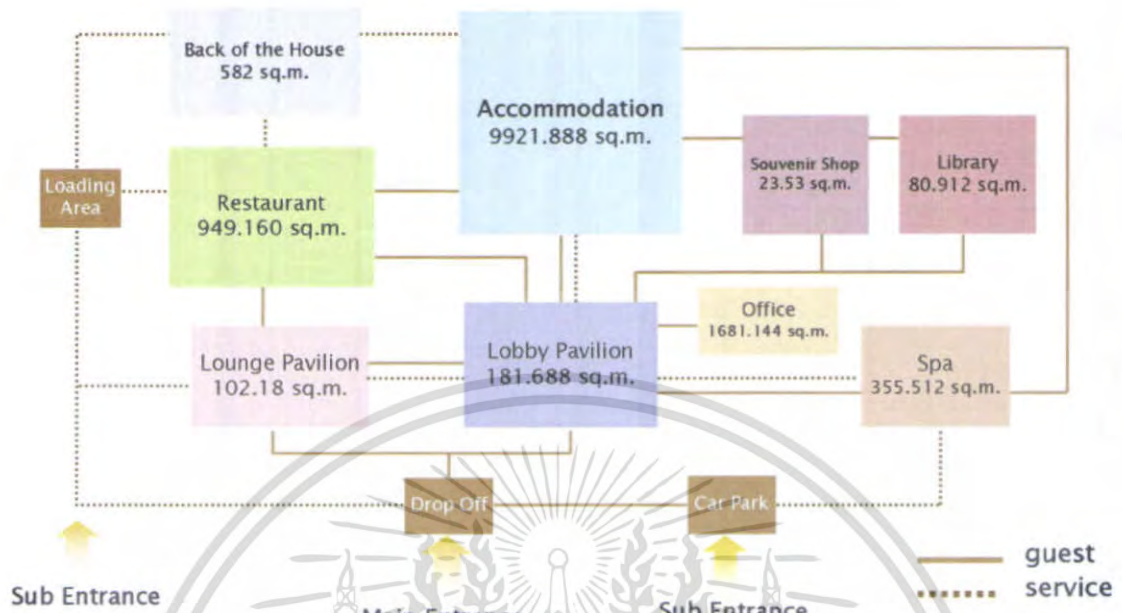 Back of the House
582 sq.m.
Accommodation
9921.888 sq.m.
Souvenir Shop
23.53 sq.m.
Library
80.912 sq.m.
Loading
Area
Restaurant
949.160 sq.m.
Office
1681.144 sq.m.
Lounge Pavilion
102.18 sq.m.
Lobby Pavilion
181.688 sq.m.
Spa
355.512 sq.m.
Drop Off
Car Park
guest
service
Sub Entrance
Main Entrance
Sub Entrance